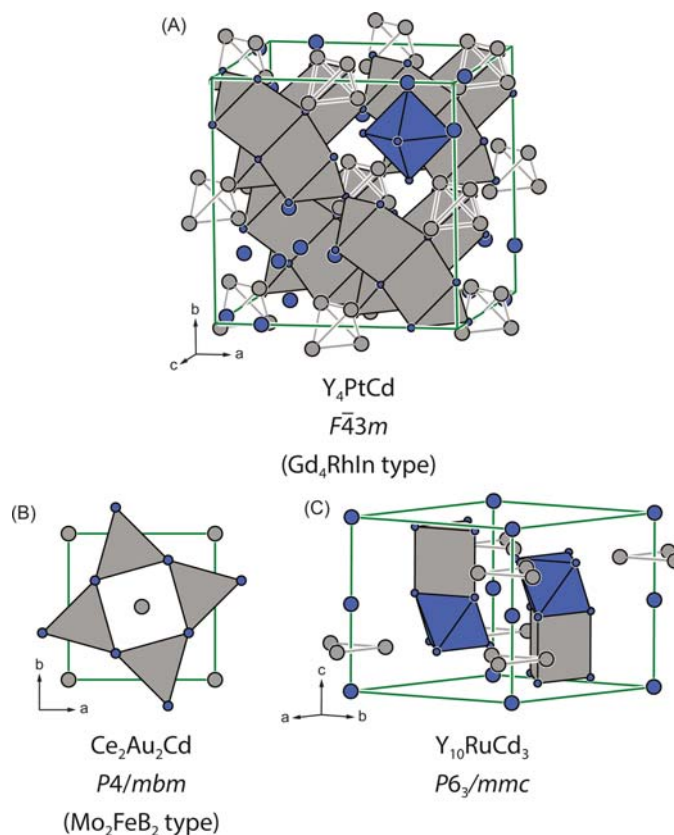 (A)
b
c
a
Y₄PtCd
F4̅3m
(Gd₄RhIn type)
(B)
b
a
Ce₂Au₂Cd
P4/mbm
(Mo₂FeB₂ type)
(C)
c
a
b
Y₁₀RuCd₃
P6₃/mmc